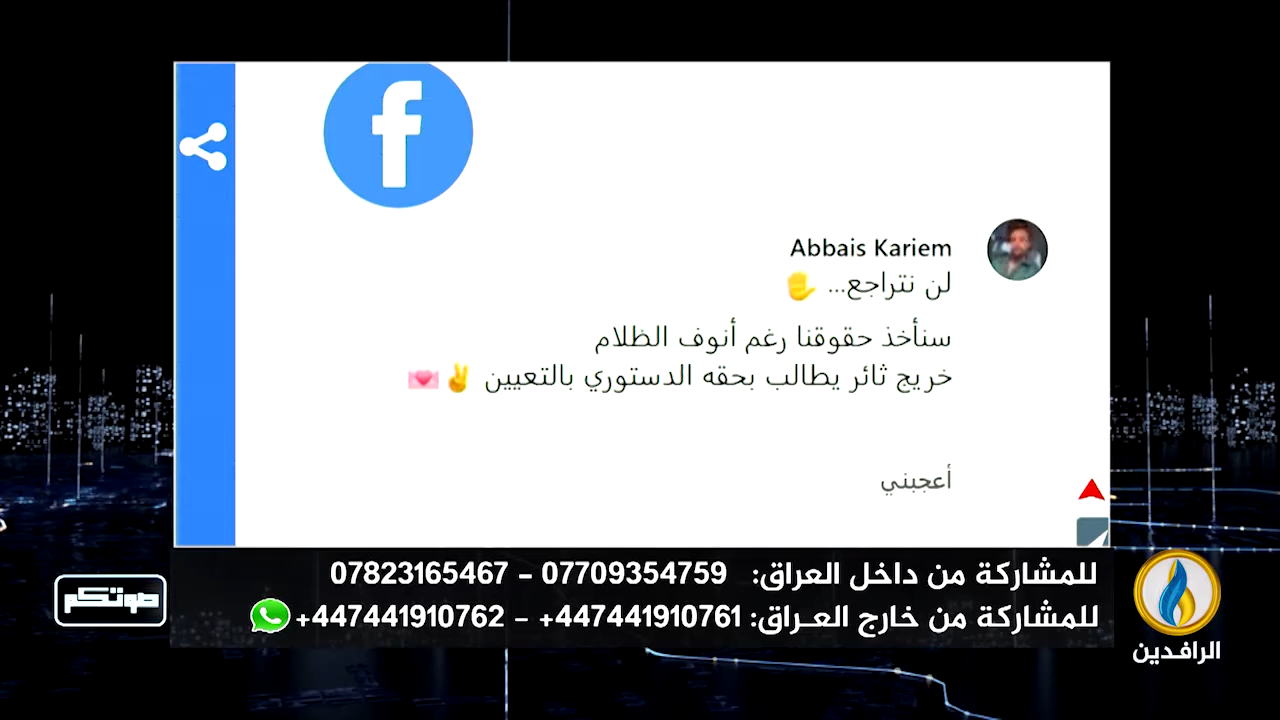 f
Abbais Kariem
لن نتراجع... ✋
سنأخذ حقوقنا رغم أنوف الظلام
خريج ثائر يطالب بحقه الدستوري بالتعيين ✌️💌
أعجبني
للمشاركة من داخل العراق: 07709354759 - 07823165467
للمشاركة من خارج العـراق: 447441910761+ - 447441910762+
صوتكم
الرافدين